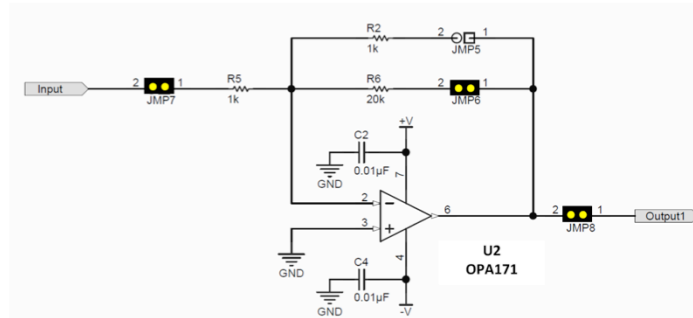 R2
1k
2
1
JMP5
Input
2
1
JMP7
R5
1k
R6
20k
2
1
JMP6
+V
C2
0.01µF
GND
7
2
3
6
4
GND
U2
OPA171
2
1
JMP8
Output1
C4
0.01µF
GND
-V